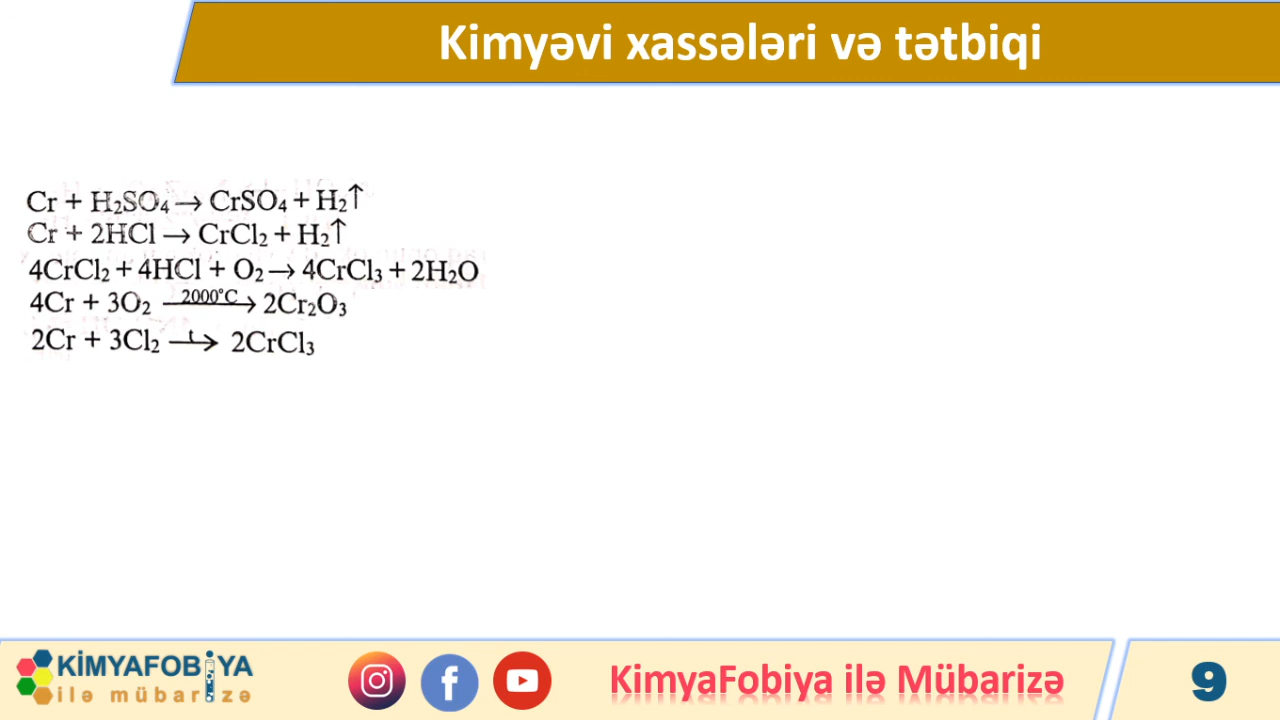 Kimyəvi xassələri və tətbiqi
Cr + H₂SO₄ → CrSO₄ + H₂↑
Cr + 2HCl → CrCl₂ + H₂↑
4CrCl₂ + 4HCl + O₂ → 4CrCl₃ + 2H₂O
4Cr + 3O₂ 2000°C→ 2Cr₂O₃
2Cr + 3Cl₂ t→ 2CrCl₃
KİMYAFOBİYA
ilə mübarizə
KimyaFobiya ilə Mübarizə
9